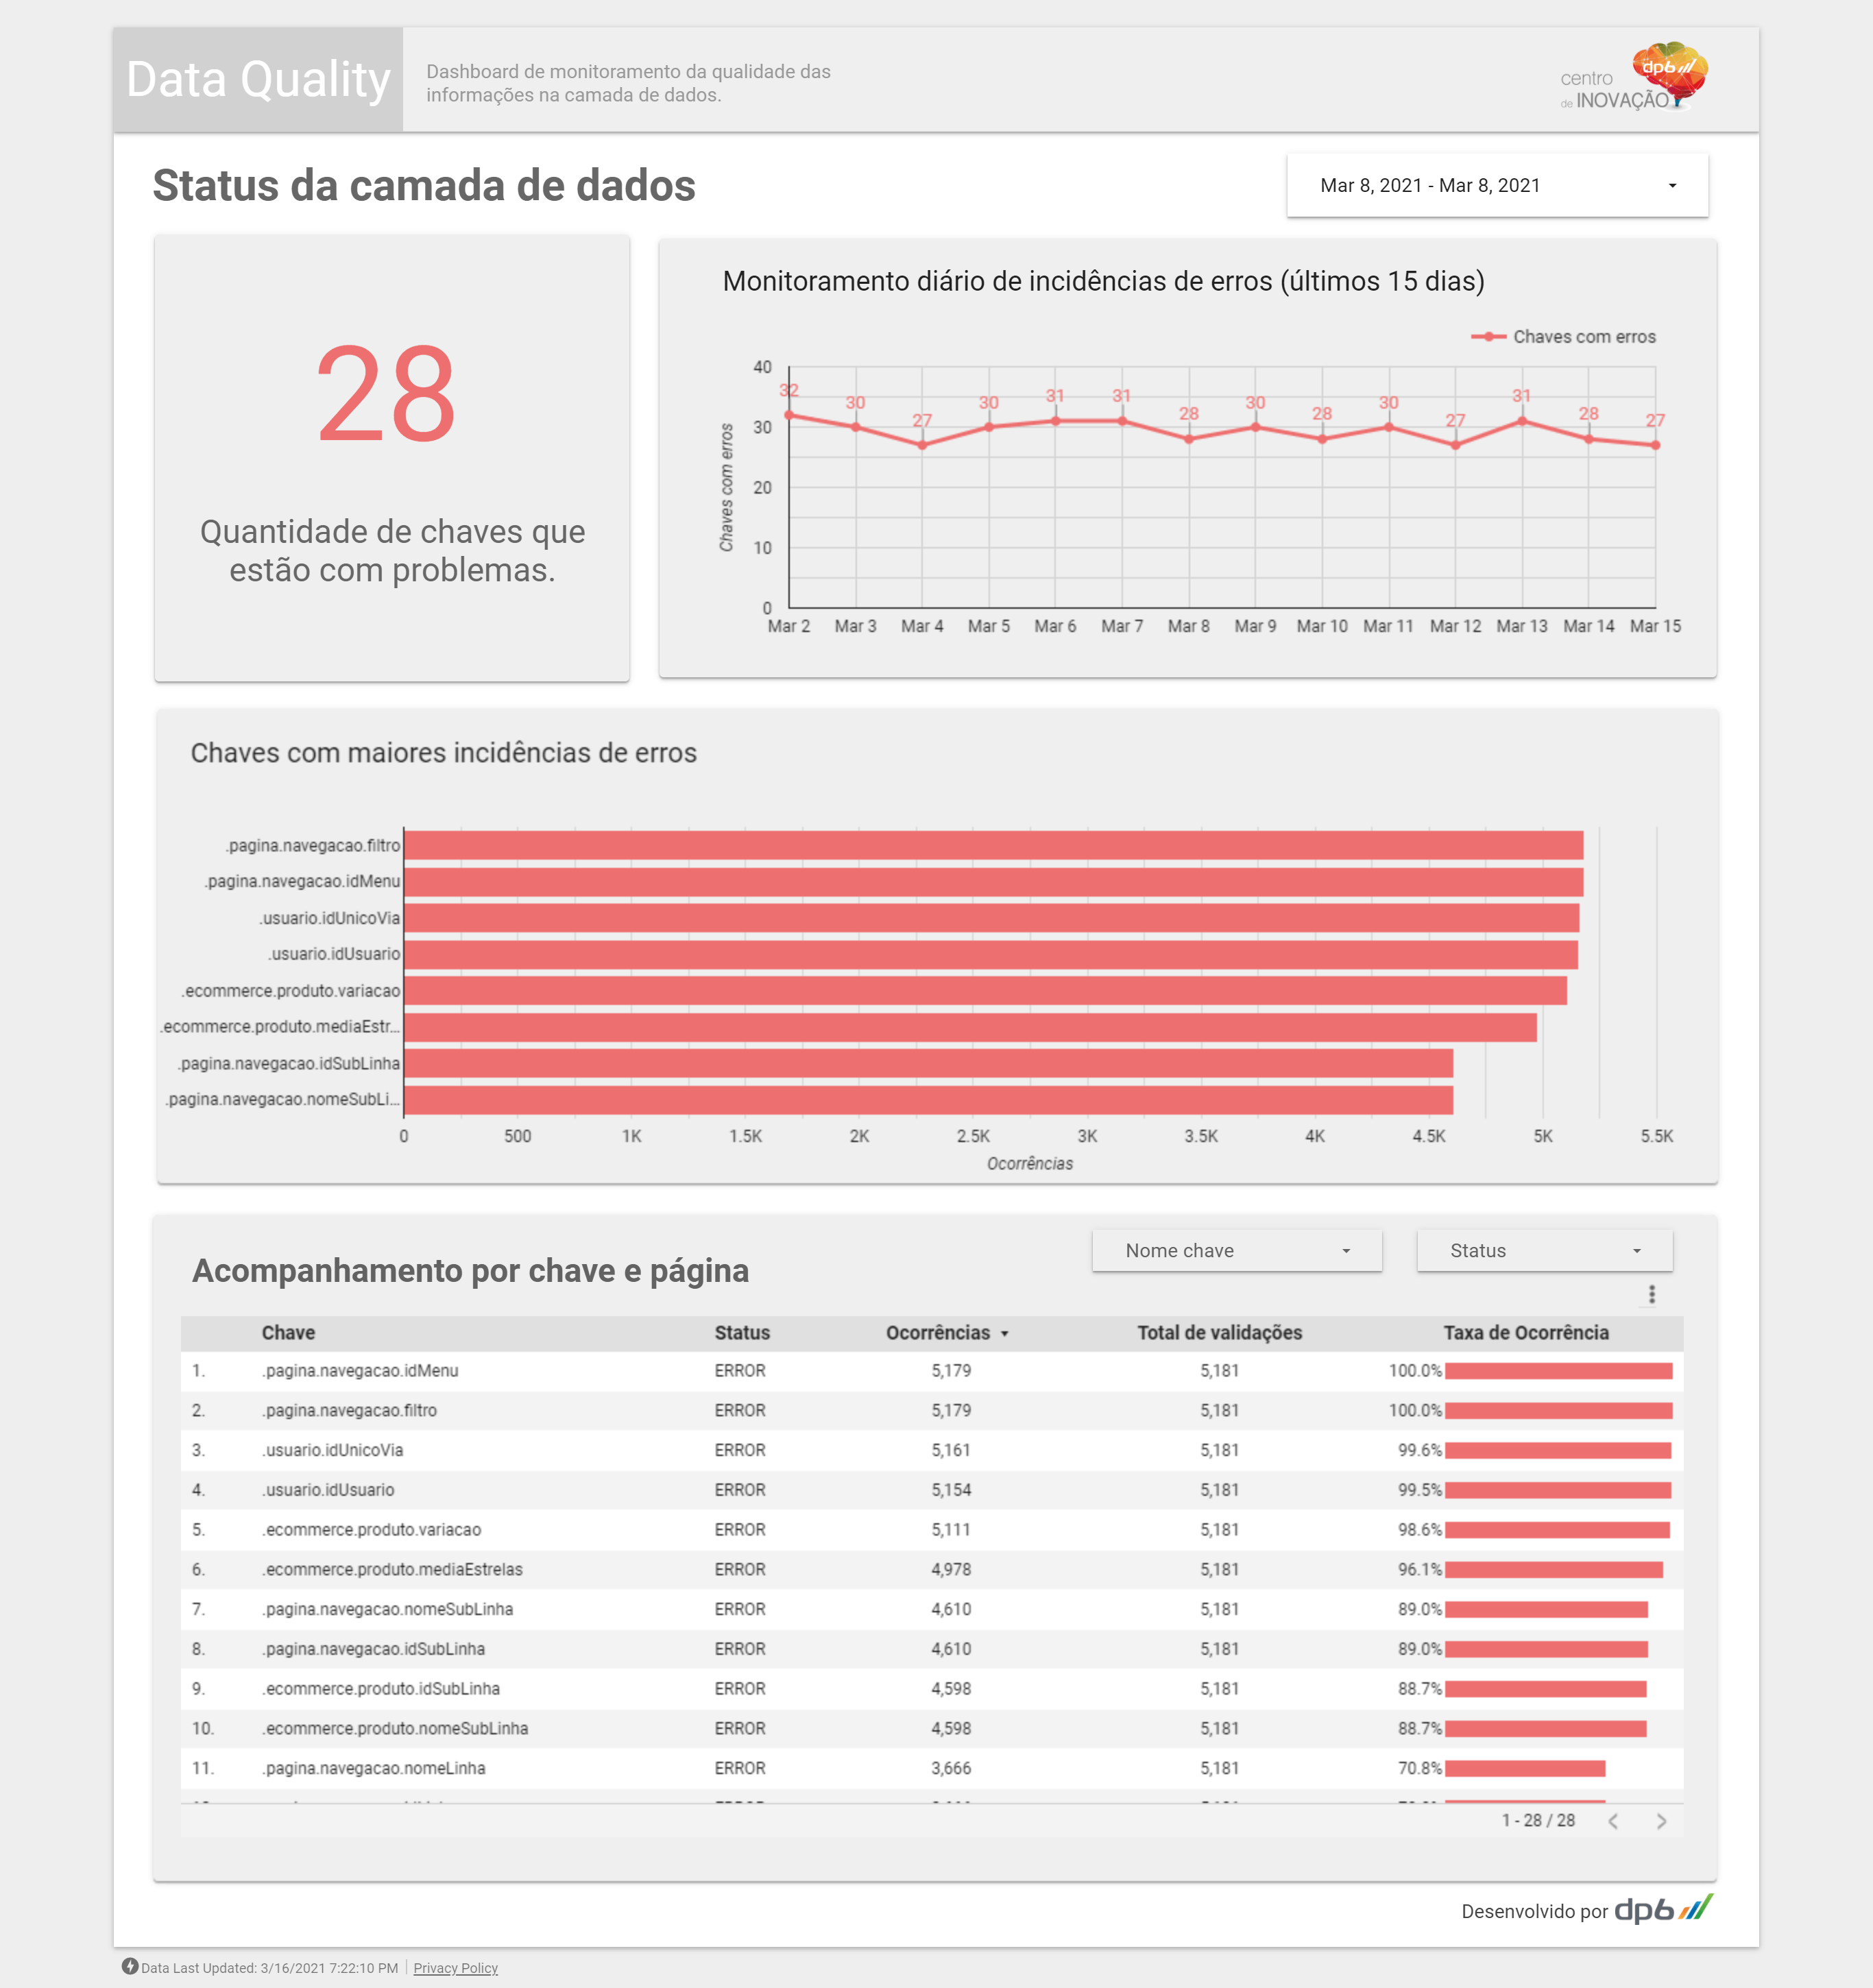 Data Quality
Dashboard de monitoramento da qualidade das
informações na camada de dados.
centro
de INOVAÇÃO
dp6
Status da camada de dados
Mar 8, 2021 - Mar 8, 2021
28
Quantidade de chaves que
estão com problemas.
Monitoramento diário de incidências de erros (últimos 15 dias)
Chaves com erros
Chaves com erros
40
30
20
10
0
32 30 27 30 31 31 28 30 28 30 27 31 28 27
Mar 2 Mar 3 Mar 4 Mar 5 Mar 6 Mar 7 Mar 8 Mar 9 Mar 10 Mar 11 Mar 12 Mar 13 Mar 14 Mar 15
Chaves com maiores incidências de erros
.pagina.navegacao.filtro
.pagina.navegacao.idMenu
.usuario.idUnicoVia
.usuario.idUsuario
.ecommerce.produto.variacao
.ecommerce.produto.mediaEstr...
.pagina.navegacao.idSubLinha
.pagina.navegacao.nomeSubLi...
0 500 1K 1.5K 2K 2.5K 3K 3.5K 4K 4.5K 5K 5.5K
Ocorrências
Acompanhamento por chave e página
Nome chave
Status
Chave Status Ocorrências Total de validações Taxa de Ocorrência
1. .pagina.navegacao.idMenu ERROR 5,179 5,181 100.0%
2. .pagina.navegacao.filtro ERROR 5,179 5,181 100.0%
3. .usuario.idUnicoVia ERROR 5,161 5,181 99.6%
4. .usuario.idUsuario ERROR 5,154 5,181 99.5%
5. .ecommerce.produto.variacao ERROR 5,111 5,181 98.6%
6. .ecommerce.produto.mediaEstrelas ERROR 4,978 5,181 96.1%
7. .pagina.navegacao.nomeSubLinha ERROR 4,610 5,181 89.0%
8. .pagina.navegacao.idSubLinha ERROR 4,610 5,181 89.0%
9. .ecommerce.produto.idSubLinha ERROR 4,598 5,181 88.7%
10. .ecommerce.produto.nomeSubLinha ERROR 4,598 5,181 88.7%
11. .pagina.navegacao.nomeLinha ERROR 3,666 5,181 70.8%
1 - 28 / 28
Desenvolvido por dp6
Data Last Updated: 3/16/2021 7:22:10 PM
Privacy Policy